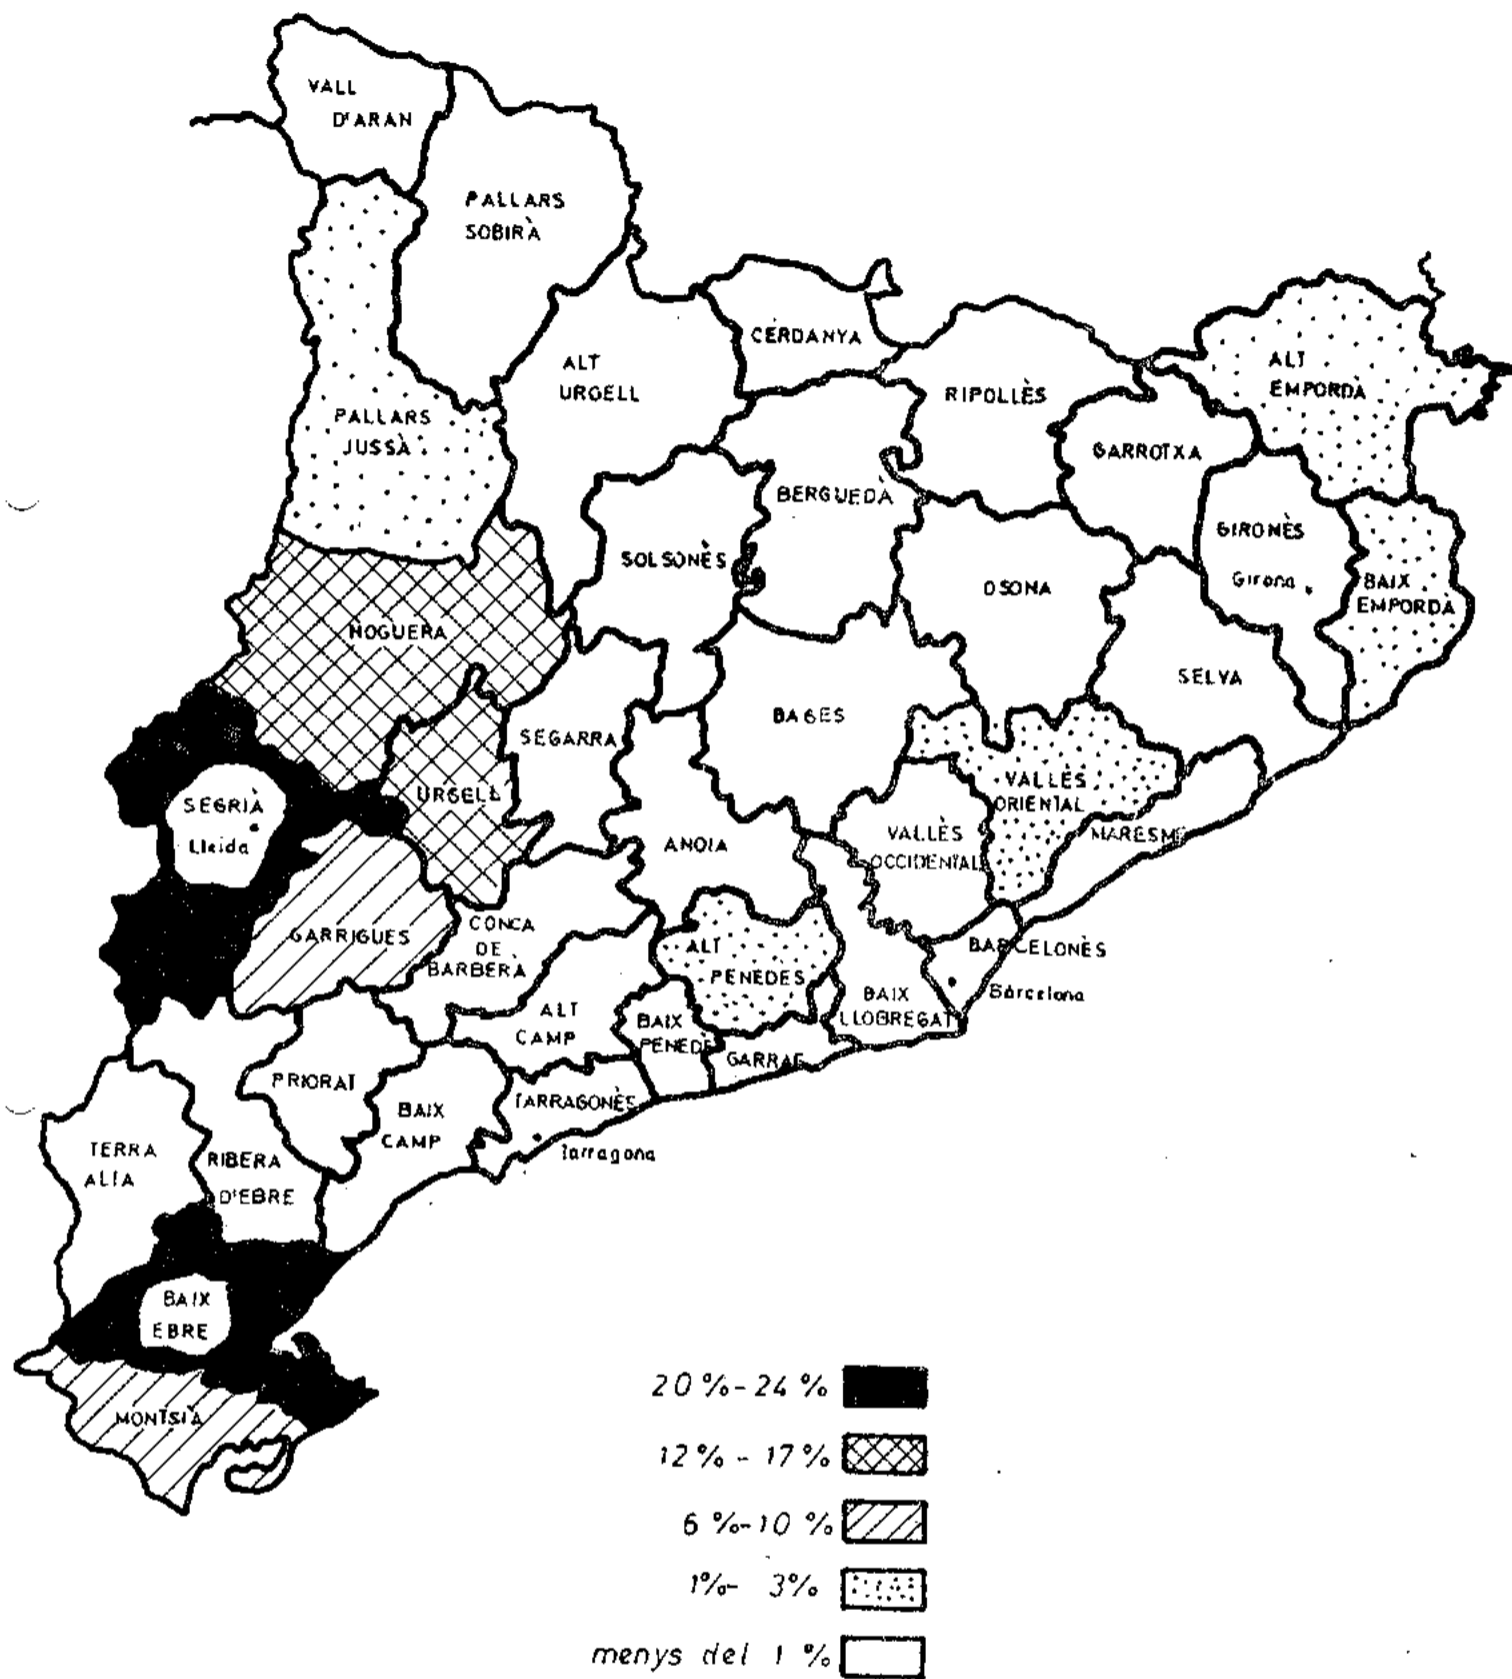 VALL
D'ARAN
PALLARS
SOBIRÀ
CERDANYA
ALT
URGELL
ALT
EMPORDÀ
RIPOLLÈS
PALLARS
JUSSÀ
GARROTXA
BERGUEDÀ
GIRONÈS
Girona
SOLSONÈS
OSONA
BAIX
EMPORDÀ
NOGUERA
SELVA
BAGES
SEGARRA
VALLÈS
ORIENTAL
URGELL
SEGRIÀ
Lleida
ANOIA
VALLÈS
OCCIDENTAL
MARESME
GARRIGUES
CONCA
DE
BARBERÀ
ALT
PENEDÈS
BARCELONÈS
Barcelona
BAIX
LLOBREGAT
ALT
CAMP
BAIX
PENEDÈ
GARRAF
PRIORAT
BAIX
CAMP
TARRAGONÈS
Tarragona
TERRA
ALTA
RIBERA
D'EBRE
BAIX
EBRE
MONTSIÀ
20 %-24 %
12 % - 17 %
6 %-10 %
1%- 3%
menys del 1 %